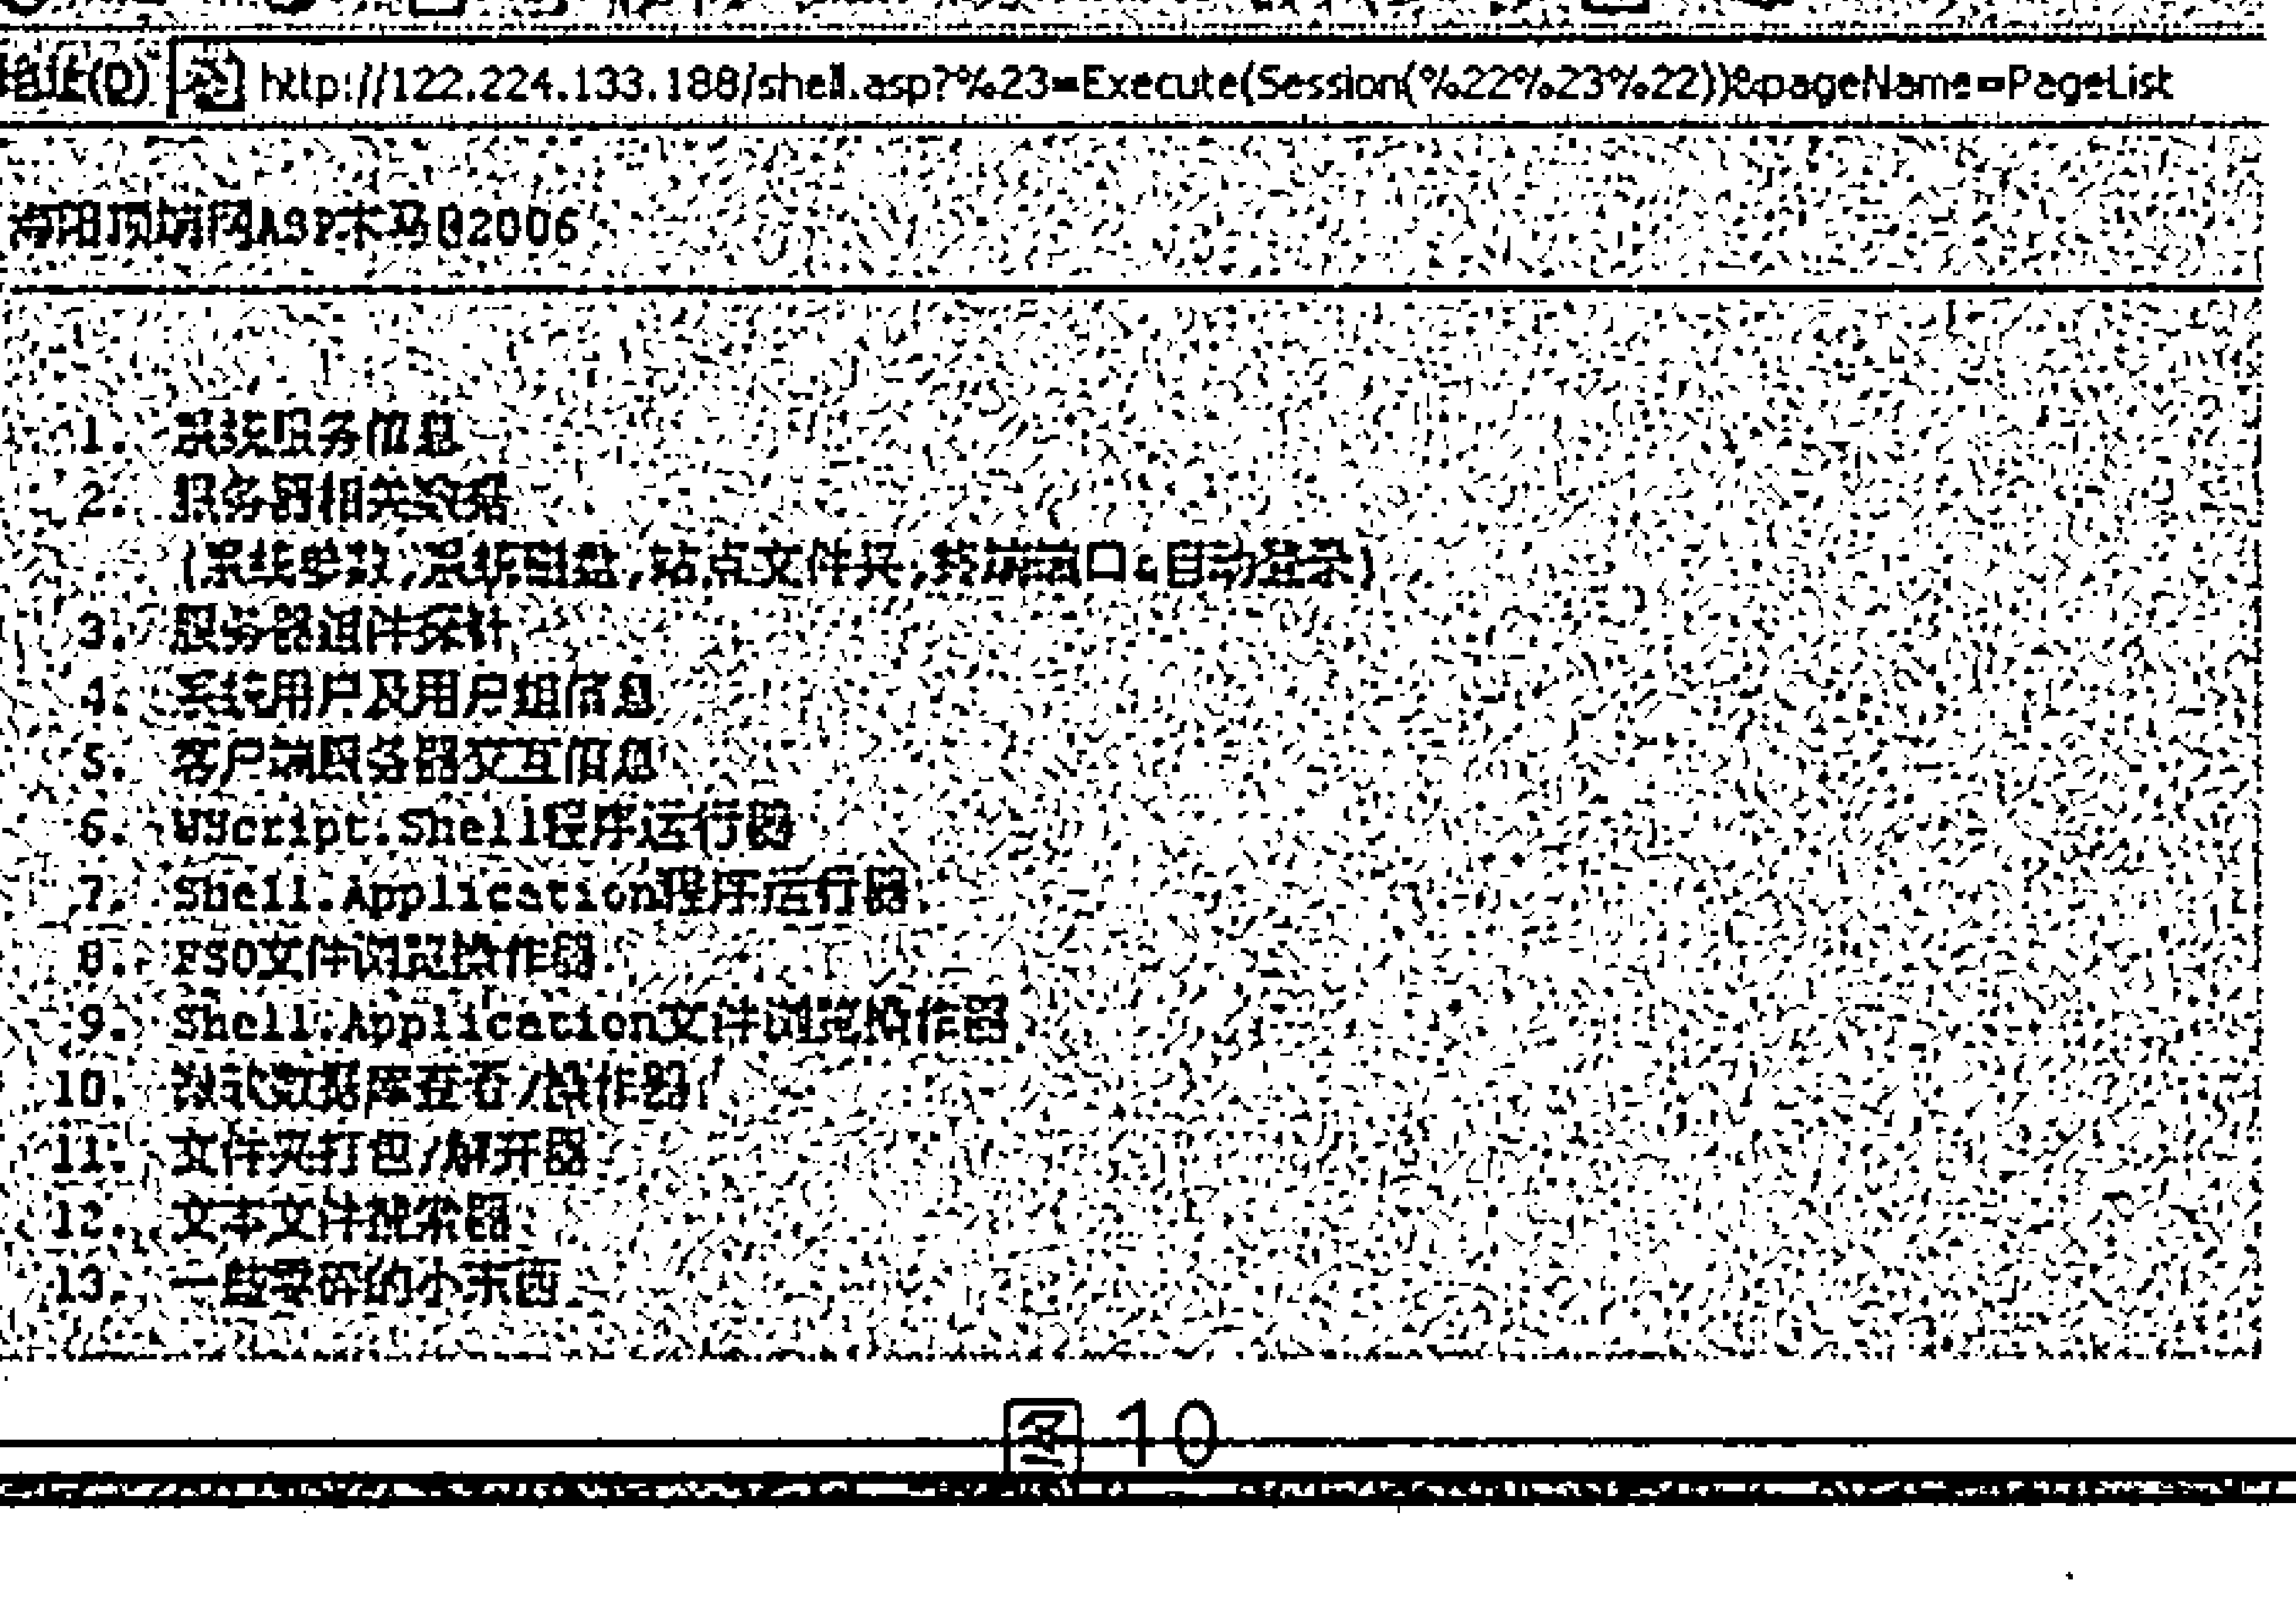 地址(D) http://122.224.133.188/shell.asp?%23=Execute(Session(%22%23%22))&pageName=PageList
海阳顶端网ASP木马@2006
1. 系统服务信息
2. 服务器相关数据
(系统参数,系统磁盘,站点文件夹,终端端口&自动登录)
3. 服务器组件探针
4. 系统用户及用户组信息
5. 客户端服务器交互信息
6. WScript.Shell程序运行器
7. Shell.Application程序运行器
8. FSO文件浏览操作器
9. Shell.Application文件浏览操作器
10. 数据库查看/操作器
11. 文件夹打包/解开器
12. 文本文件搜索器
13. 一些零碎的小东西
图 10